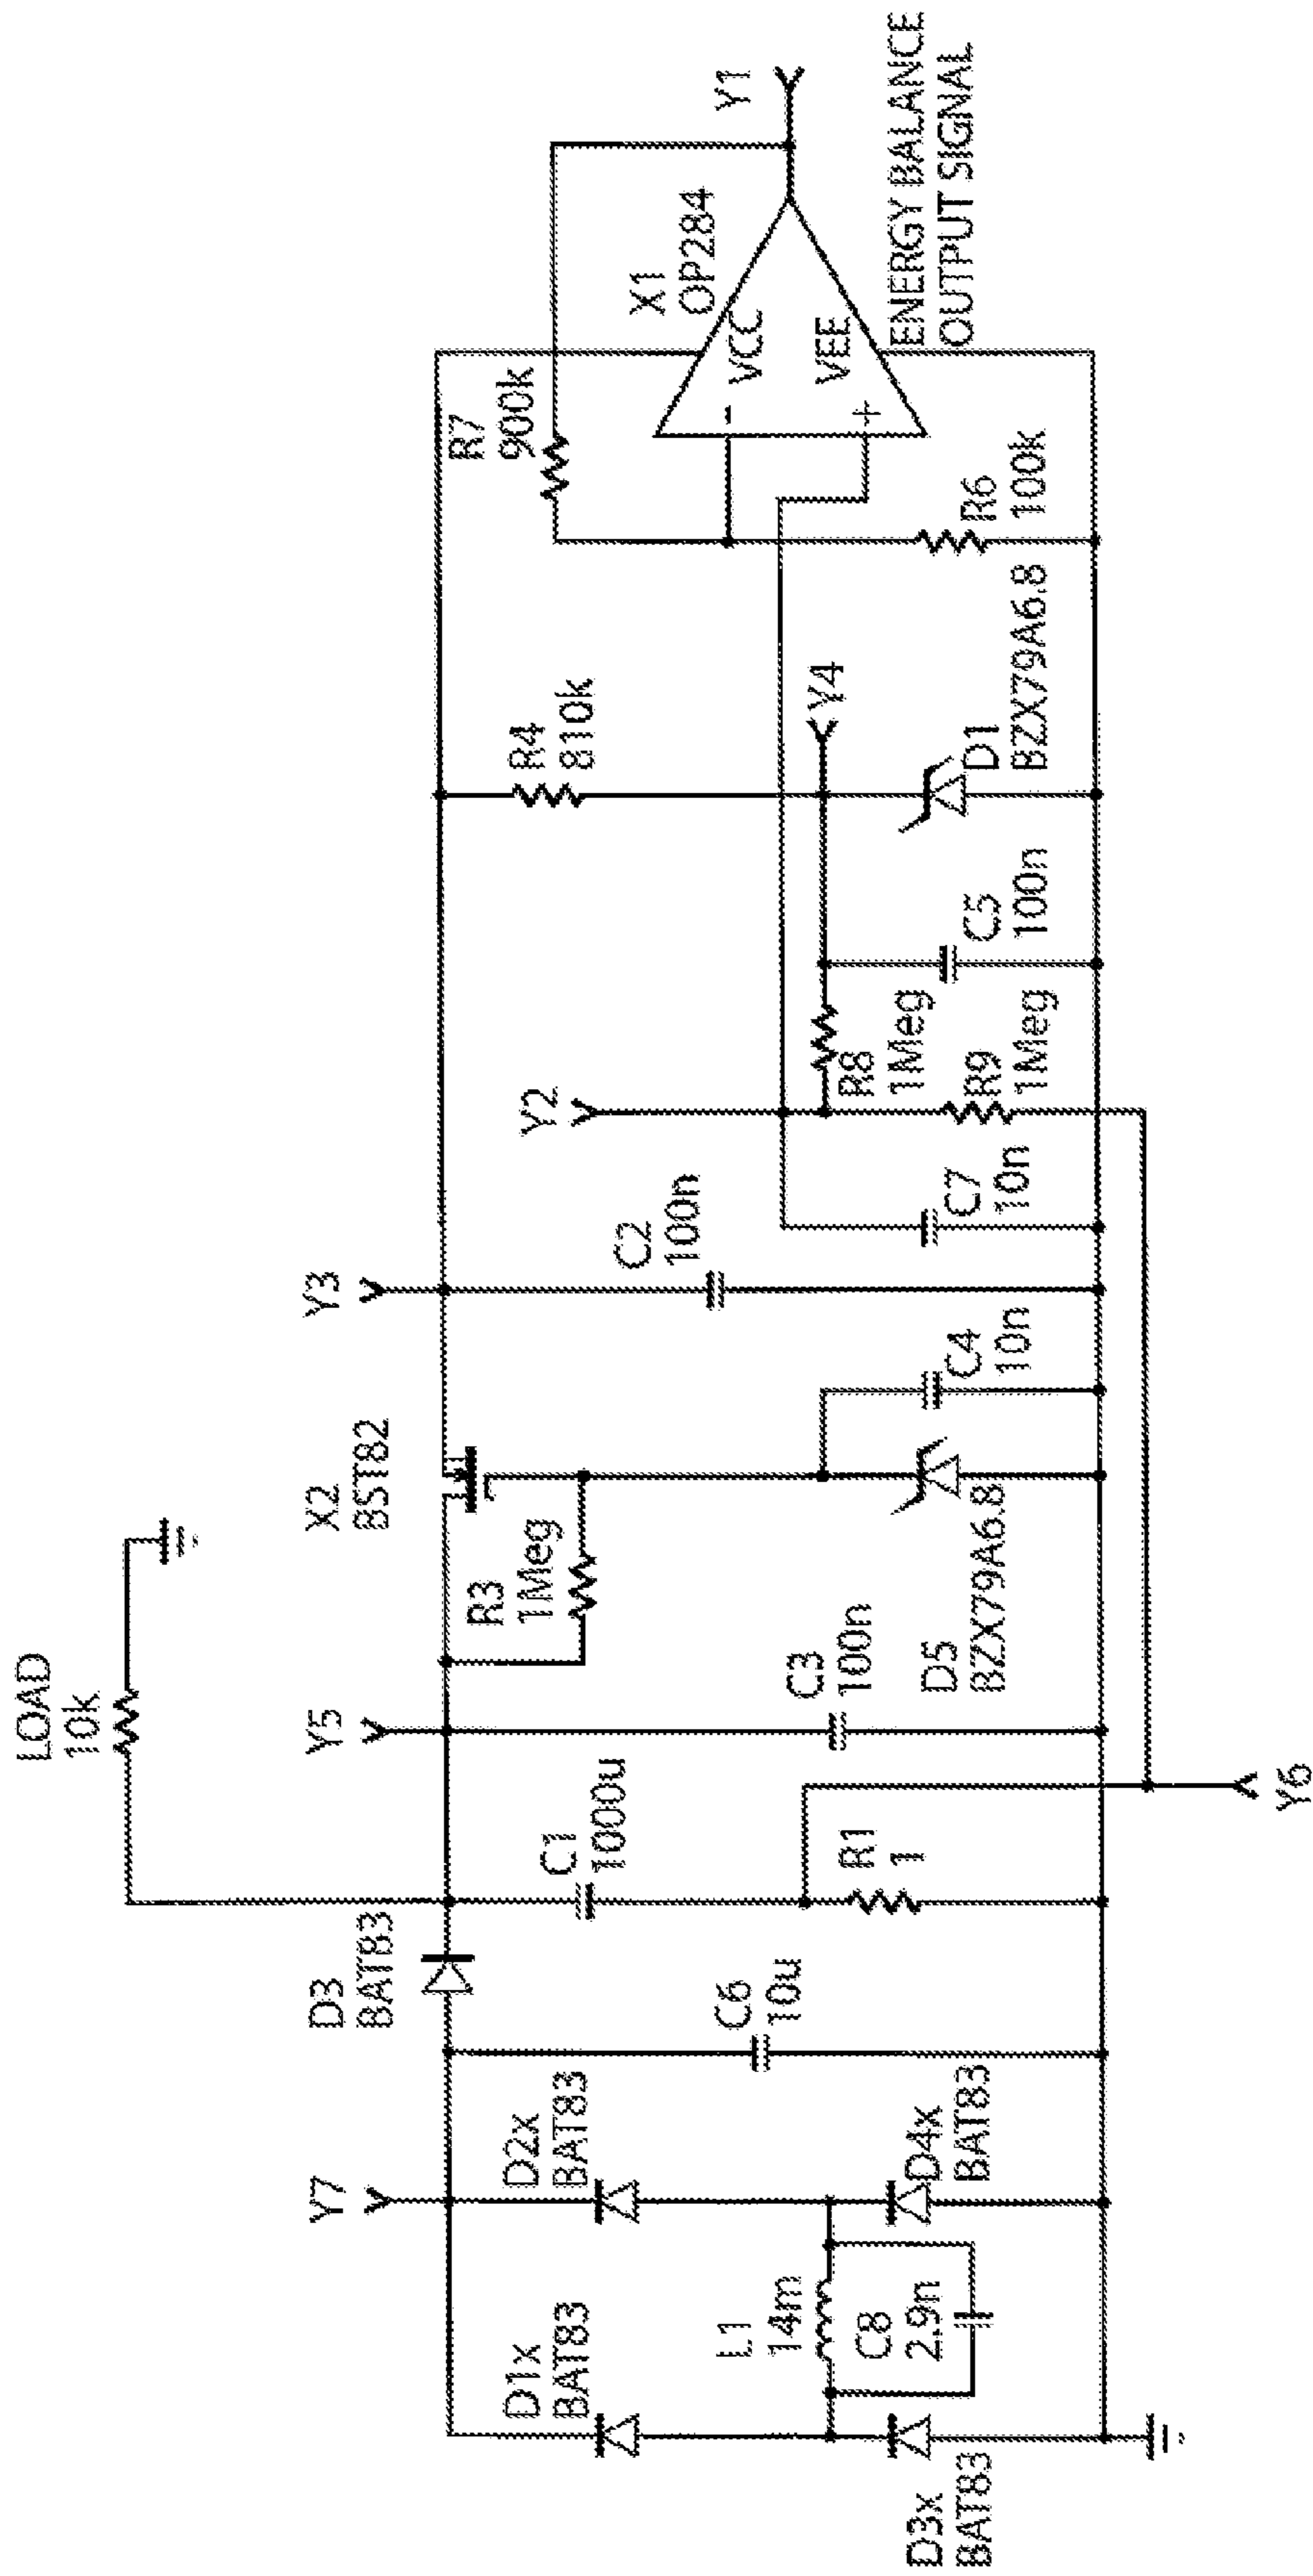 LOAD
10k
Y7
D3
BAT83
Y5
X2
BST82
Y3
D1x
BAT83
D2x
BAT83
C1
1000u
R3
1Meg
Y2
C2
100n
R4
810k
R7
900k
X1
OP284
Y1
L1
14m
C6
10u
C3
100n
VCC
-
VEE
+
C8
2.9n
R1
1
R8
1Meg
Y4
D3x
BAT83
D4x
BAT83
D5
BZX79A6.8
C4
10n
C7
10n
R9
1Meg
C5
100n
D1
BZX79A6.8
R6
100k
ENERGY BALANCE
OUTPUT SIGNAL
Y6